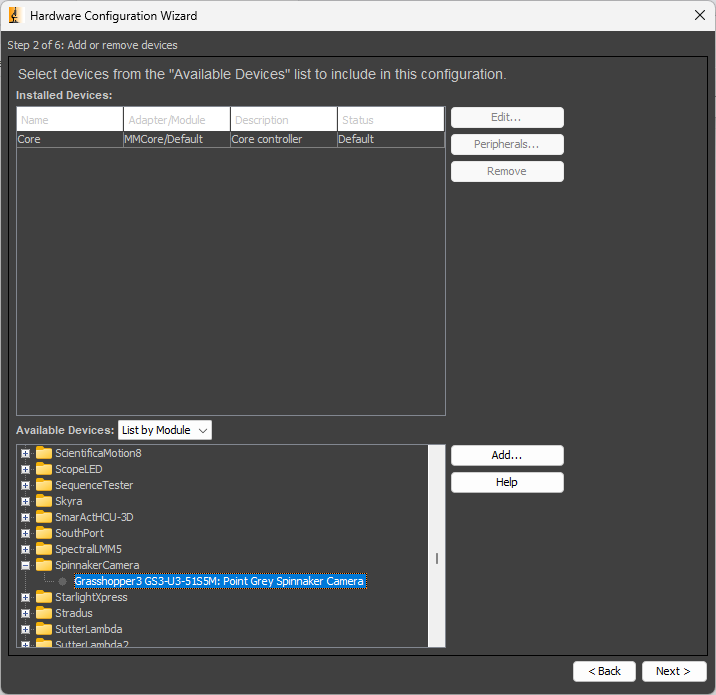 Hardware Configuration Wizard
Step 2 of 6: Add or remove devices
Select devices from the "Available Devices" list to include in this configuration.
Installed Devices:
Name Adapter/Module Description Status
Core MMCore/Default Core controller Default
Edit...
Peripherals...
Remove
Available Devices: List by Module
ScientificaMotion8
ScopeLED
SequenceTester
Skyra
SmarActHCU-3D
SouthPort
SpectralLMM5
SpinnakerCamera
Grasshopper3 GS3-U3-51S5M: Point Grey Spinnaker Camera
StarlightXpress
Stradus
SutterLambda
SutterLambda2
Add...
Help
< Back Next >